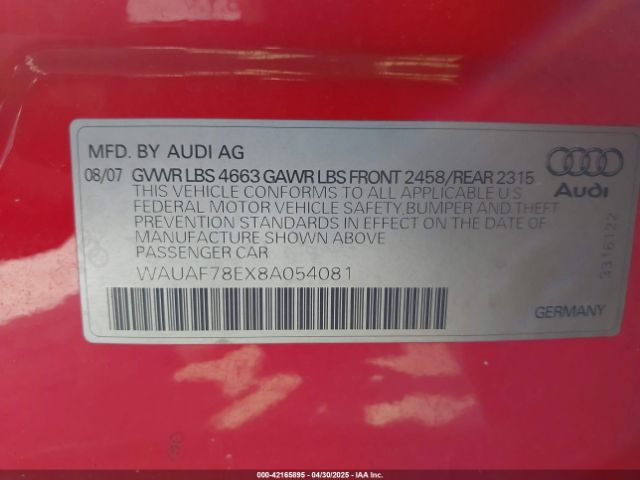 MFD. BY AUDI AG
08/07 GVWR LBS 4663 GAWR LBS FRONT 2458/REAR 2315
THIS VEHICLE CONFORMS TO ALL APPLICABLE U S
FEDERAL MOTOR VEHICLE SAFETY,BUMPER AND THEFT
PREVENTION STANDARDS IN EFFECT ON THE DATE OF
MANUFACTURE SHOWN ABOVE
PASSENGER CAR
WAUAF78EX8A054081
Audi
3316122
GERMANY
000-42165895 - 04/30/2025 - IAA Inc.